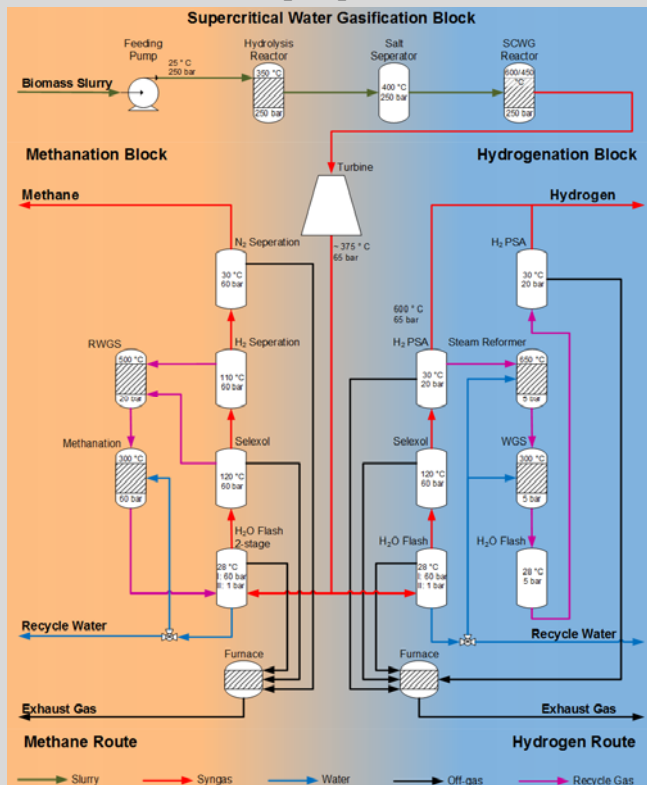 Supercritical Water Gasification Block
Feeding
Pump
Hydrolysis
Reactor
Salt
Seperator
SCWG
Reactor
25 °C
250 bar
350 °C
250 bar
400 °C
250 bar
600/450
°C
250 bar
Biomass Slurry
Methanation Block
Hydrogenation Block
Turbine
Methane
Hydrogen
~ 375 ° C
65 bar
N₂ Seperation
30 °C
60 bar
H₂ PSA
30 °C
20 bar
600 ° C
65 bar
RWGS
500 °C
20 bar
H₂ Seperation
110 °C
60 bar
H₂ PSA
30 °C
20 bar
Steam Reformer
650 °C
5 bar
Methanation
300 °C
60 bar
Selexol
120 °C
60 bar
Selexol
120 °C
60 bar
WGS
300 °C
5 bar
H₂O Flash
2-stage
28 °C
I: 60 bar
II: 1 bar
H₂O Flash
28 °C
I: 60 bar
II: 1 bar
H₂O Flash
28 °C
5 bar
Recycle Water
Recycle Water
Furnace
Furnace
Exhaust Gas
Exhaust Gas
Methane Route
Hydrogen Route
Slurry
Syngas
Water
Off-gas
Recycle Gas